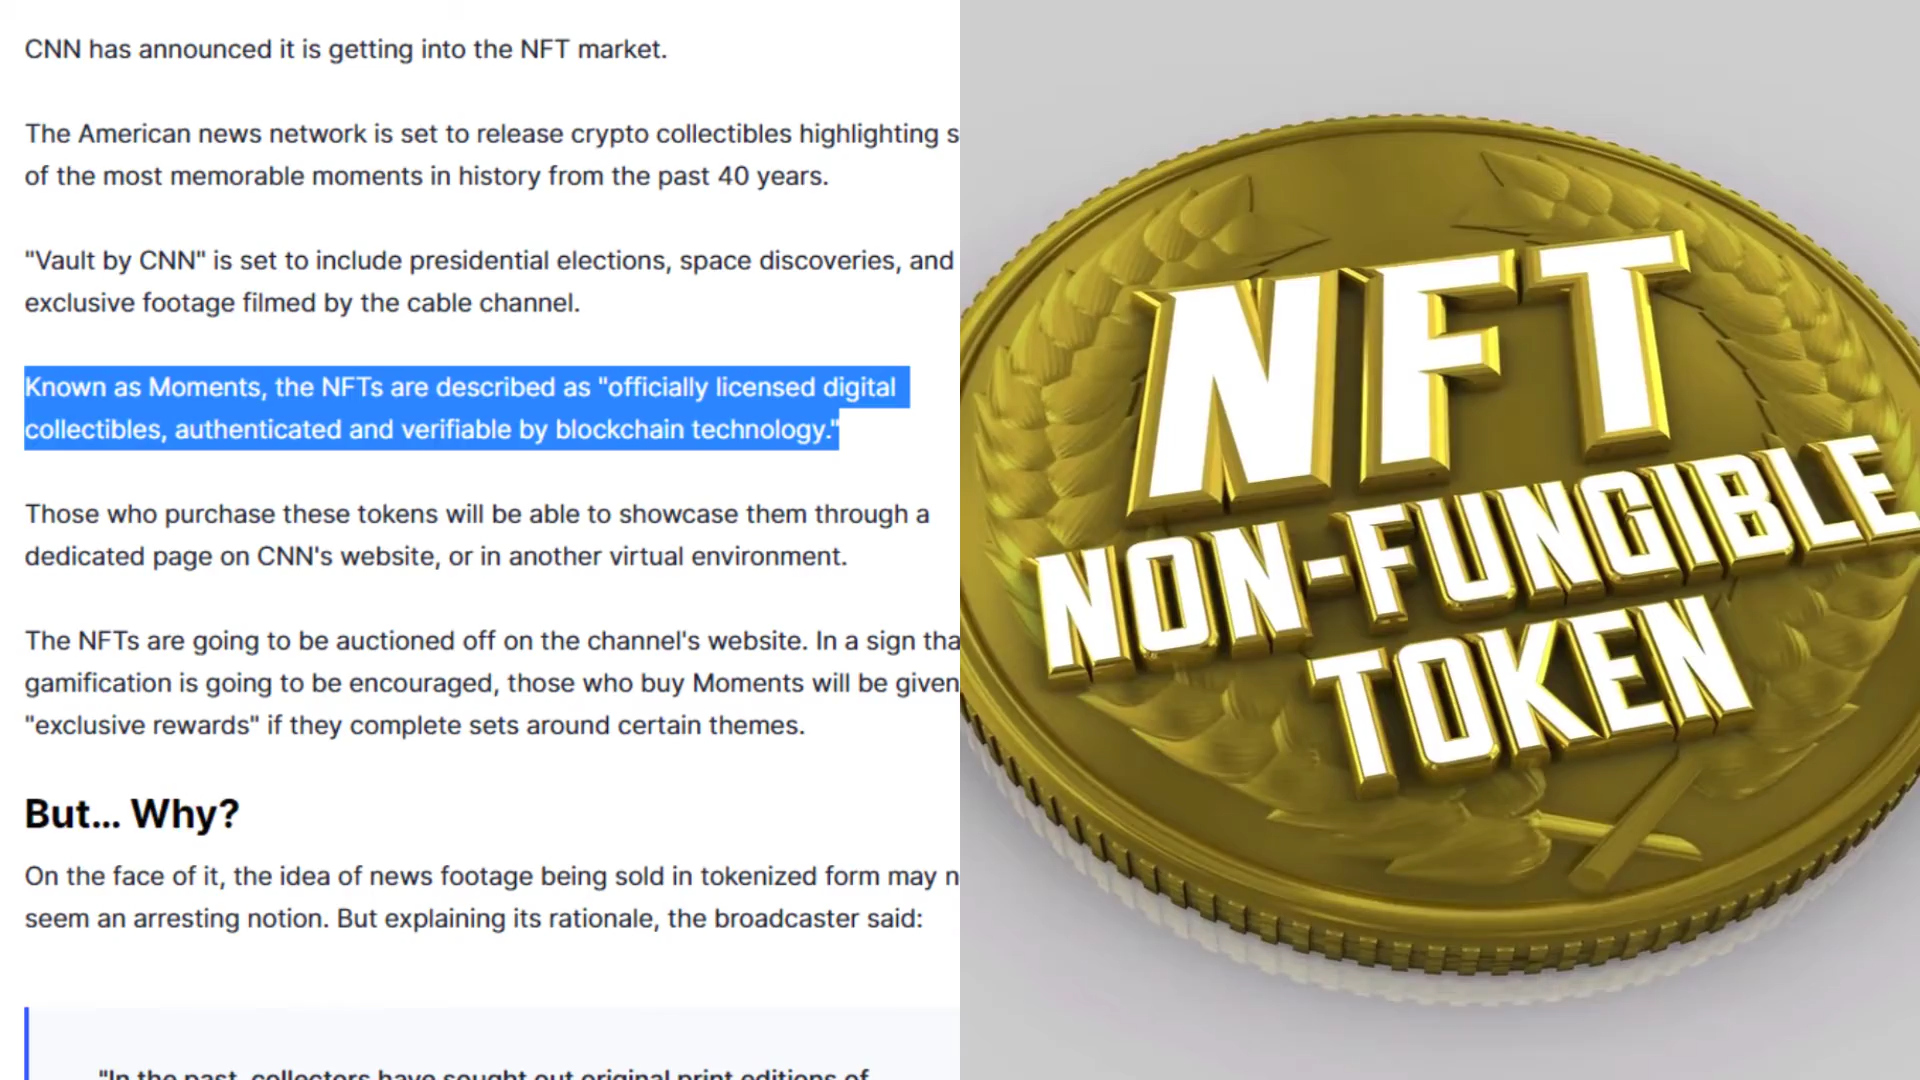 CNN has announced it is getting into the NFT market.
The American news network is set to release crypto collectibles highlighting
of the most memorable moments in history from the past 40 years.
"Vault by CNN" is set to include presidential elections, space discoveries, and
exclusive footage filmed by the cable channel.
Known as Moments, the NFTs are described as "officially licensed digital
collectibles, authenticated and verifiable by blockchain technology."
Those who purchase these tokens will be able to showcase them through a
dedicated page on CNN's website, or in another virtual environment.
The NFTs are going to be auctioned off on the channel's website. In a sign
gamification is going to be encouraged, those who buy Moments will be given
"exclusive rewards" if they complete sets around certain themes.
But... Why?
On the face of it, the idea of news footage being sold in tokenized form may
seem an arresting notion. But explaining its rationale, the broadcaster said:
"In the past, collectors have sought out original print editions of
NFT
NON-FUNGIBLE
TOKEN